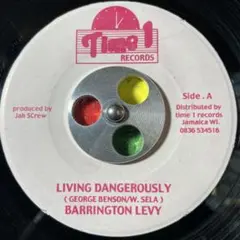 Time 1
RECORDS
produced by
Jah SCrew
Side . A
Distributed by
time 1 records
Jamaica WI.
0836 534516
LIVING DANGEROUSLY
( GEORGE BENSON/W. SELA )
BARRINGTON LEVY